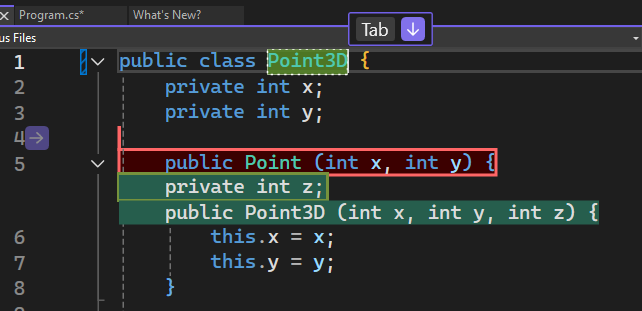 Program.cs* What's New?
Tab ↓
us Files
1 public class Point3D {
2 private int x;
3 private int y;
4
5 public Point (int x, int y) {
private int z;
public Point3D (int x, int y, int z) {
6 this.x = x;
7 this.y = y;
8 }